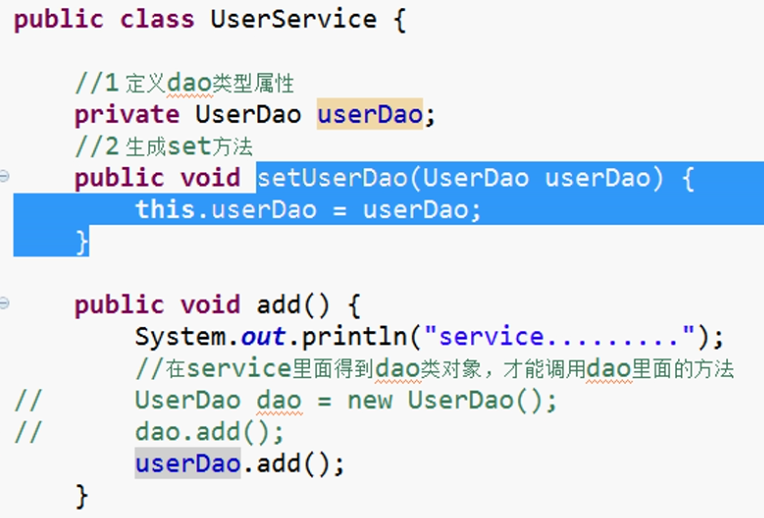 public class UserService {
//1 定义dao类型属性
private UserDao userDao;
//2 生成set方法
public void setUserDao(UserDao userDao) {
this.userDao = userDao;
}
public void add() {
System.out.println("service.........");
//在service里面得到dao类对象，才能调用dao里面的方法
// UserDao dao = new UserDao();
// dao.add();
userDao.add();
}